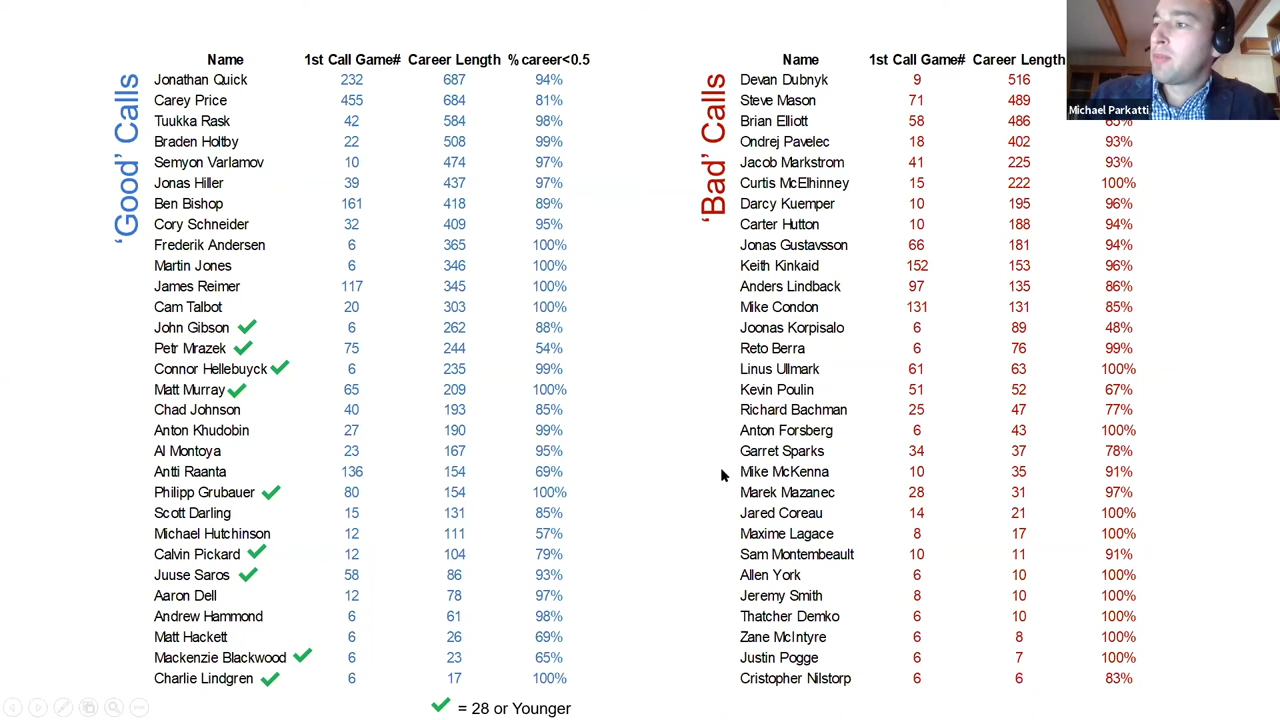 'Good' Calls
Name 1st Call Game# Career Length % career<0.5
Jonathan Quick 232 687 94%
Carey Price 455 684 81%
Tuukka Rask 42 584 98%
Braden Holtby 22 508 99%
Semyon Varlamov 10 474 97%
Jonas Hiller 39 437 97%
Ben Bishop 161 418 89%
Cory Schneider 32 409 95%
Frederik Andersen 6 365 100%
Martin Jones 6 346 100%
James Reimer 117 345 100%
Cam Talbot 20 303 100%
John Gibson 6 262 88%
Petr Mrazek 75 244 54%
Connor Hellebuyck 6 235 99%
Matt Murray 65 209 100%
Chad Johnson 40 193 85%
Anton Khudobin 27 190 99%
Al Montoya 23 167 95%
Antti Raanta 136 154 69%
Philipp Grubauer 80 154 100%
Scott Darling 15 131 85%
Michael Hutchinson 12 111 57%
Calvin Pickard 12 104 79%
Juuse Saros 58 86 93%
Aaron Dell 12 78 97%
Andrew Hammond 6 61 98%
Matt Hackett 6 26 69%
Mackenzie Blackwood 6 23 65%
Charlie Lindgren 6 17 100%
= 28 or Younger
'Bad' Calls
Name 1st Call Game# Career Length
Devan Dubnyk 9 516
Steve Mason 71 489
Brian Elliott 58 486
Ondrej Pavelec 18 402 93%
Jacob Markstrom 41 225 93%
Curtis McElhinney 15 222 100%
Darcy Kuemper 10 195 96%
Carter Hutton 10 188 94%
Jonas Gustavsson 66 181 94%
Keith Kinkaid 152 153 96%
Anders Lindback 97 135 86%
Mike Condon 131 131 85%
Joonas Korpisalo 6 89 48%
Reto Berra 6 76 99%
Linus Ullmark 61 63 100%
Kevin Poulin 51 52 67%
Richard Bachman 25 47 77%
Anton Forsberg 6 43 100%
Garret Sparks 34 37 78%
Mike McKenna 10 35 91%
Marek Mazanec 28 31 97%
Jared Coreau 14 21 100%
Maxime Lagace 8 17 100%
Sam Montembeault 10 11 91%
Allen York 6 10 100%
Jeremy Smith 8 10 100%
Thatcher Demko 6 10 100%
Zane McIntyre 6 8 100%
Justin Pogge 6 7 100%
Cristopher Nilstorp 6 6 83%
Michael Parkatti